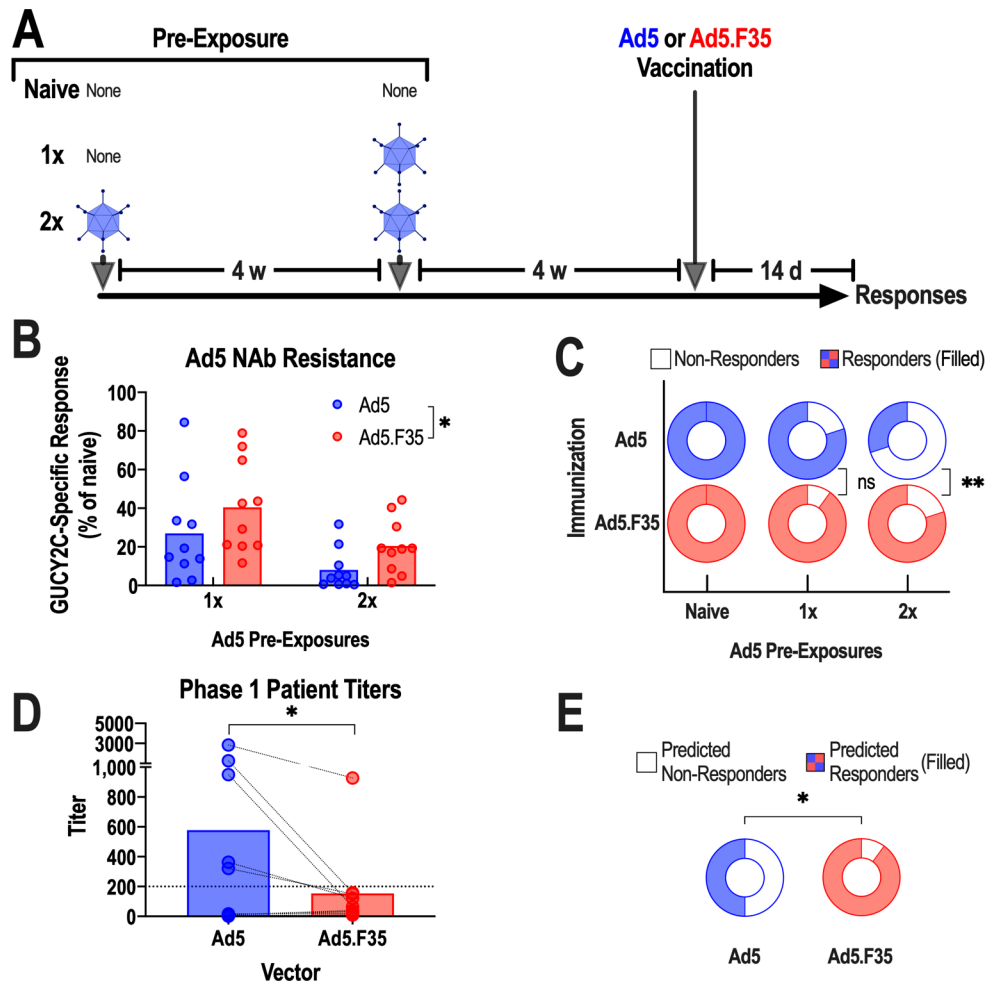 A
Pre-Exposure
Ad5 or Ad5.F35
Vaccination
Naive None None
1x None
2x
4 w 4 w 14 d
Responses
B
Ad5 NAb Resistance
GUCY2C-Specific Response
(% of naive)
100
80
60
40
20
0
Ad5
Ad5.F35
*
1x 2x
Ad5 Pre-Exposures
C
Non-Responders Responders (Filled)
Immunization
Ad5
Ad5.F35
ns **
Naive 1x 2x
Ad5 Pre-Exposures
D
Phase 1 Patient Titers
*
Titer
5000
3000
1,000
800
600
400
200
0
Ad5 Ad5.F35
Vector
E
Predicted
Non-Responders
Predicted
Responders (Filled)
*
Ad5 Ad5.F35